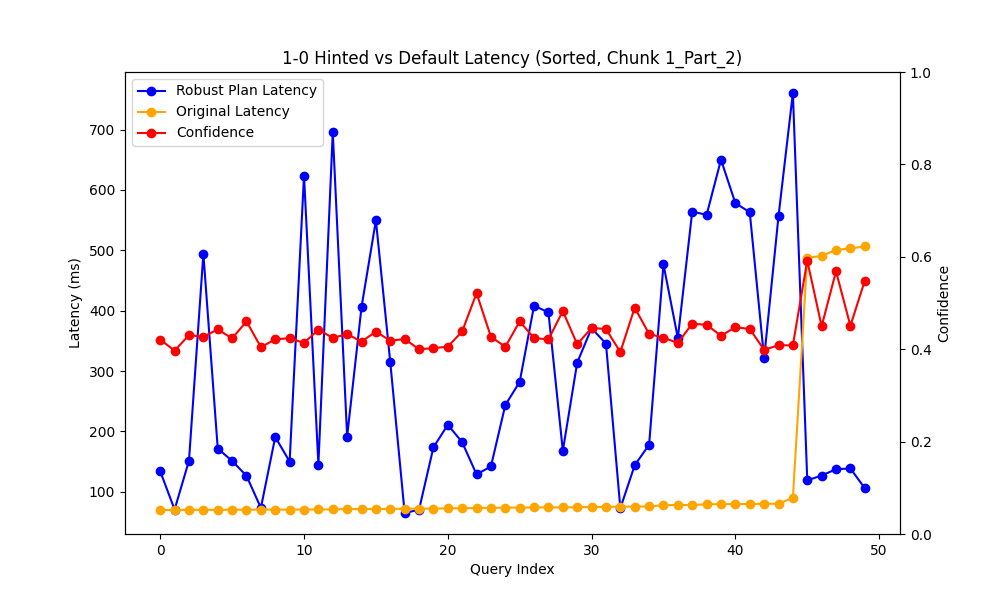 1-0 Hinted vs Default Latency (Sorted, Chunk 1_Part_2)
Robust Plan Latency
Original Latency
Confidence
Latency (ms)
700
600
500
400
300
200
100
1.0
0.8
0.6
0.4
0.2
0.0
Confidence
0 10 20 30 40 50
Query Index